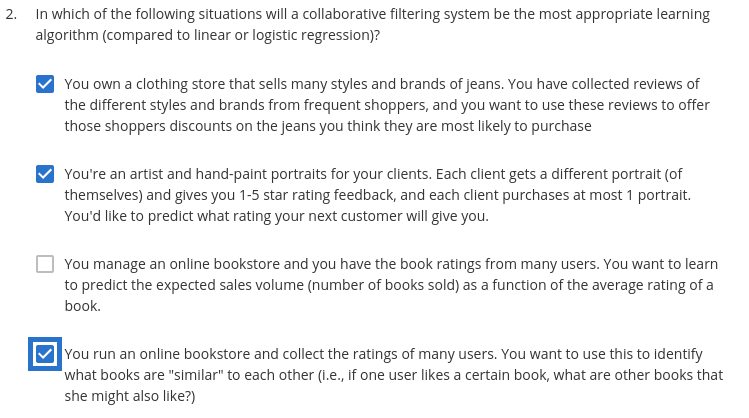 2. In which of the following situations will a collaborative filtering system be the most appropriate learning
algorithm (compared to linear or logistic regression)?
You own a clothing store that sells many styles and brands of jeans. You have collected reviews of
the different styles and brands from frequent shoppers, and you want to use these reviews to offer
those shoppers discounts on the jeans you think they are most likely to purchase
You're an artist and hand-paint portraits for your clients. Each client gets a different portrait (of
themselves) and gives you 1-5 star rating feedback, and each client purchases at most 1 portrait.
You'd like to predict what rating your next customer will give you.
You manage an online bookstore and you have the book ratings from many users. You want to learn
to predict the expected sales volume (number of books sold) as a function of the average rating of a
book.
You run an online bookstore and collect the ratings of many users. You want to use this to identify
what books are "similar" to each other (i.e., if one user likes a certain book, what are other books that
she might also like?)